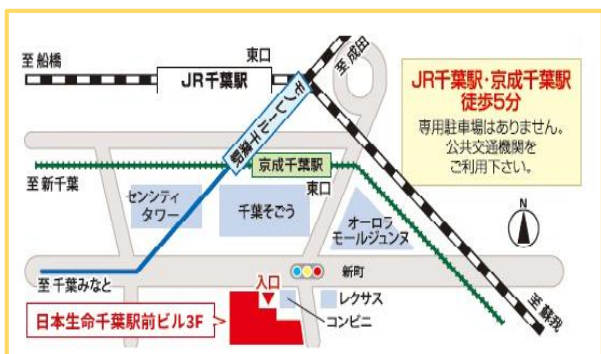 至 船橋
JR千葉駅
東口
至 成田
モノレール千葉駅
JR千葉駅・京成千葉駅
徒歩5分
専用駐車場はありません。
公共交通機関を
ご利用下さい。
至 新千葉
京成千葉駅
東口
センシティ
タワー
千葉そごう
オーロラ
モールジュンヌ
N
至 千葉みなと
入口
新町
日本生命千葉駅前ビル3F
コンビニ
レクサス
至 蘇我